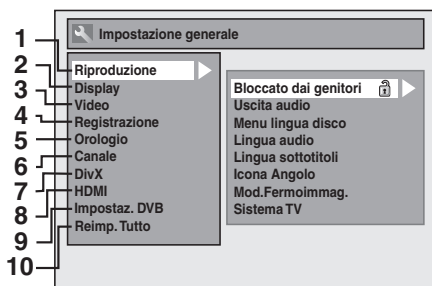 Impostazione generale
1 Riproduzione
2 Display
3 Video
4 Registrazione
5 Orologio
6 Canale
7 DivX
8 HDMI
9 Impostaz. DVB
10 Reimp. Tutto
Bloccato dai genitori
Uscita audio
Menu lingua disco
Lingua audio
Lingua sottotitoli
Icona Angolo
Mod.Fermoimmag.
Sistema TV